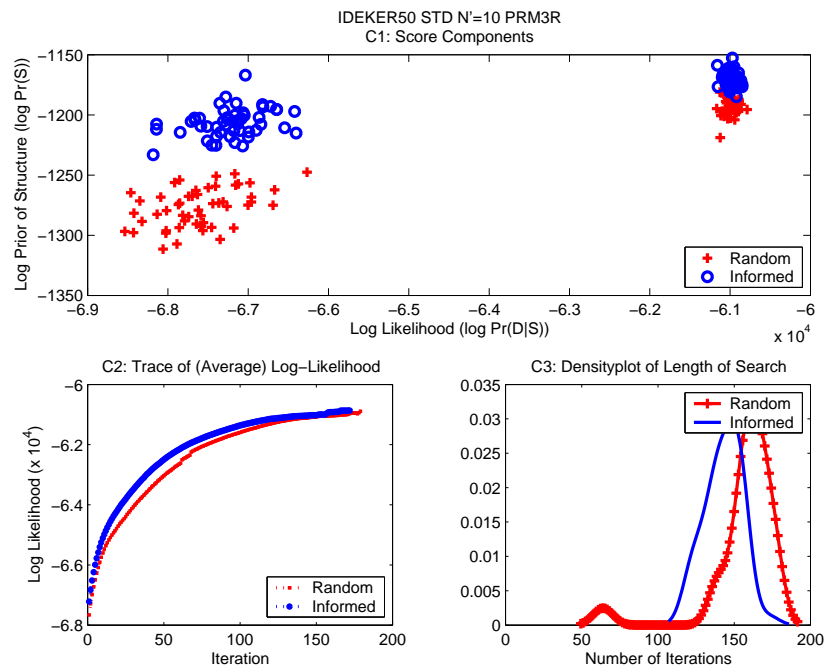 IDEKER50 STD N'=10 PRM3R
C1: Score Components
Log Prior of Structure (log Pr(S))
−1150
−1200
−1250
−1300
−1350
Random
Informed
−6.9 −6.8 −6.7 −6.6 −6.5 −6.4 −6.3 −6.2 −6.1 −6
Log Likelihood (log Pr(D|S))
x 10^4
C2: Trace of (Average) Log−Likelihood
Log Likelihood (x 10^4)
−6
−6.2
−6.4
−6.6
−6.8
Random
Informed
0 50 100 150 200
Iteration
C3: Densityplot of Length of Search
0.035
0.03
0.025
0.02
0.015
0.01
0.005
0
Random
Informed
0 50 100 150 200
Number of Iterations